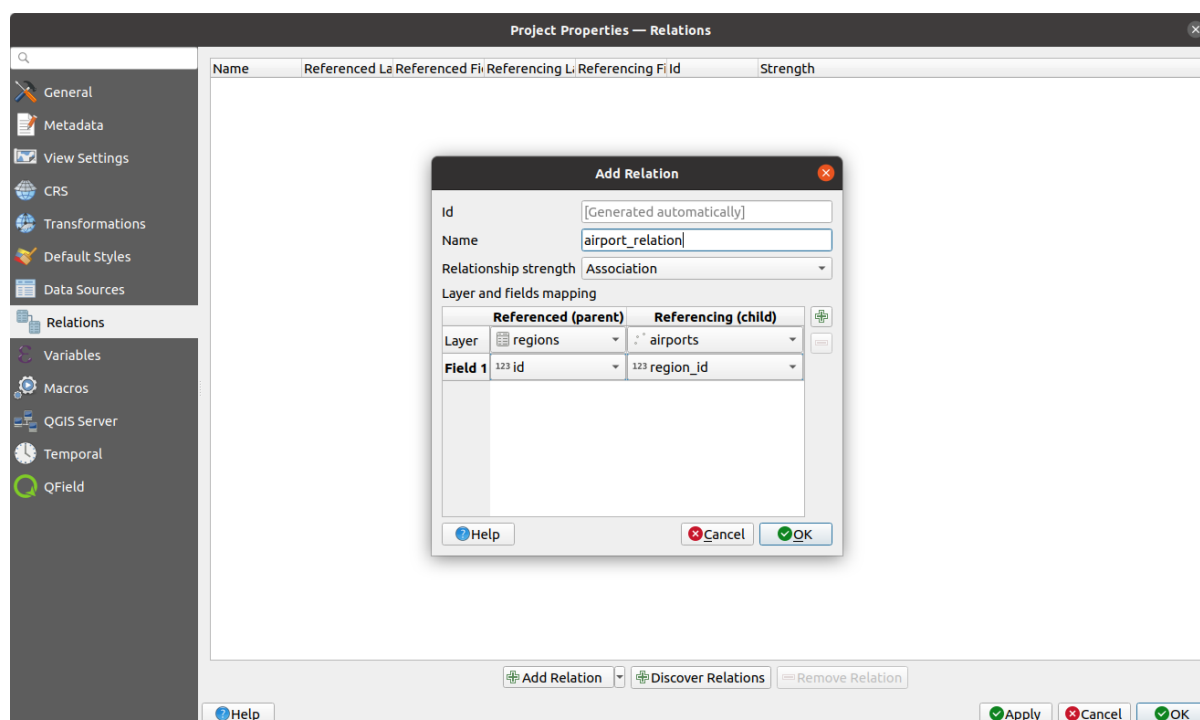 Project Properties — Relations
General
Metadata
View Settings
CRS
Transformations
Default Styles
Data Sources
Relations
Variables
Macros
QGIS Server
Temporal
QField
Name Referenced La Referenced Fi Referencing L Referencing Fi Id Strength
Add Relation
Id [Generated automatically]
Name airport_relation
Relationship strength Association
Layer and fields mapping
Referenced (parent) Referencing (child)
Layer regions airports
Field 1 123 id 123 region_id
Help Cancel OK
Add Relation Discover Relations Remove Relation
Help Apply Cancel OK